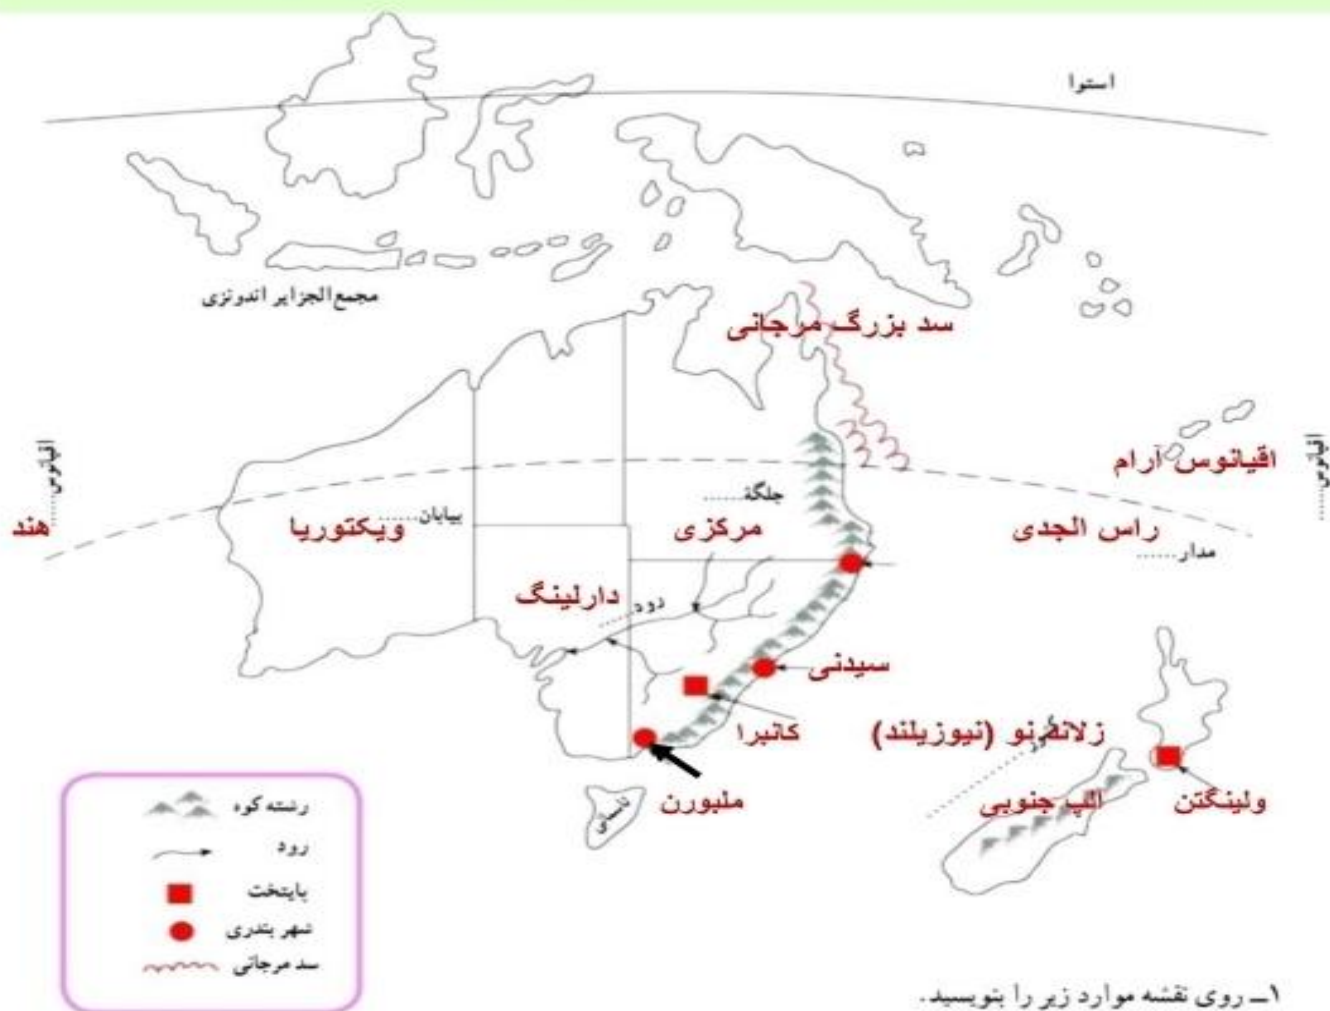 استوا
مجمع‌الجزایر اندونزی
سد بزرگ مرجانی
اقیانوس......
هند
اقیانوس آرام
اقیانوس......
جلگهٔ......
مرکزی
بیابان......
ویکتوریا
راس الجدی
مدار......
دارلینگ
رود......
سیدنی
کانبرا
زلاندنو (نیوزیلند)
ملبورن
آلپ جنوبی
ولینگتن
رشته کوه
رود
پایتخت
شهر بندری
سد مرجانی
۱ــ روی نقشه موارد زیر را بنویسید.